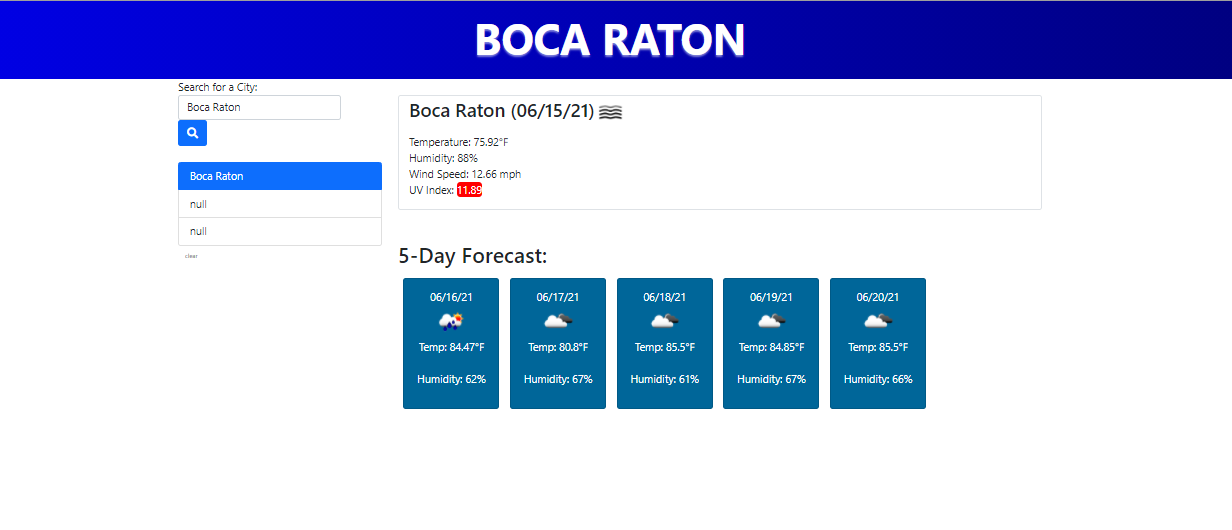 BOCA RATON
Search for a City:
Boca Raton
Boca Raton
null
null
clear
Boca Raton (06/15/21)
Temperature: 75.92°F
Humidity: 88%
Wind Speed: 12.66 mph
UV Index: 11.89
5-Day Forecast:
06/16/21
Temp: 84.47°F
Humidity: 62%
06/17/21
Temp: 80.8°F
Humidity: 67%
06/18/21
Temp: 85.5°F
Humidity: 61%
06/19/21
Temp: 84.85°F
Humidity: 67%
06/20/21
Temp: 85.5°F
Humidity: 66%